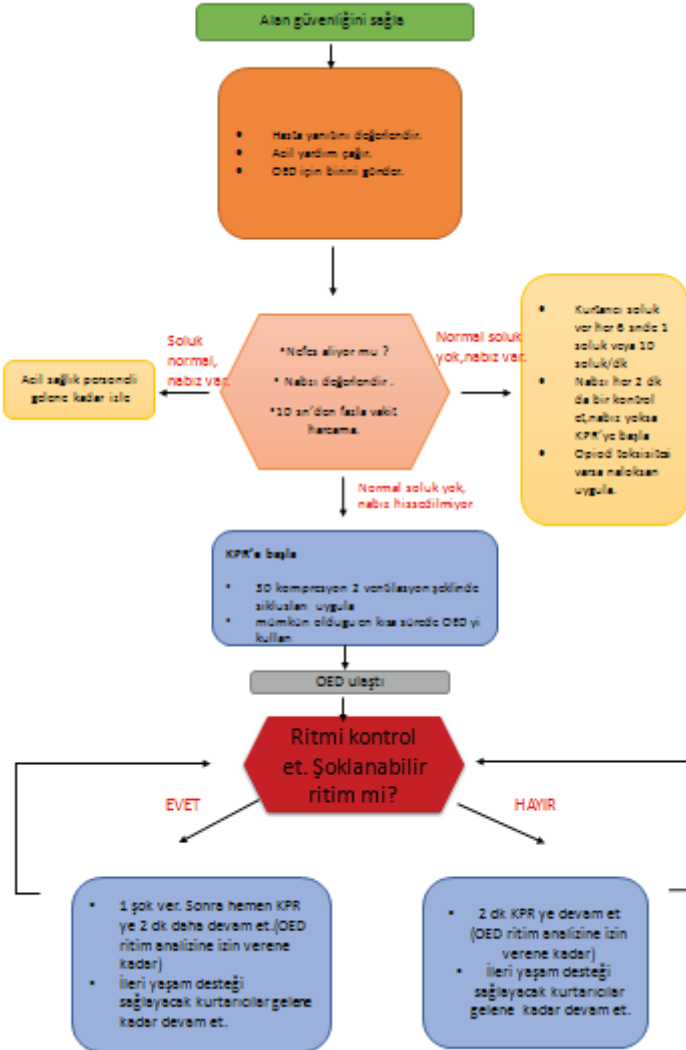 Alan güvenliğini sağla
• Hasta yanıtını değerlendir.
• Acil yardım çağır.
• OED için birini gönder.
*Nefes alıyor mu ?
* Nabzı değerlendir .
*10 sn'den fazla vakit
harcama.
Soluk
normal,
nabız var.
Acil sağlık personeli
gelene kadar izle
Normal soluk
yok,nabız var.
• Kurtarıcı soluk
ver her 6 snde 1
soluk veya 10
soluk/dk
• Nabzı her 2 dk
da bir kontrol
et,nabız yoksa
KPR'ye başla
• Opiod toksisitesi
varsa naloksan
uygula.
Normal soluk yok,
nabız hissedilmiyor
KPR'a başla
• 30 kompresyon 2 ventilasyon şeklinde
siklusları uygula
• mümkün olduğu en kısa sürede OED yi
kullan
OED ulaştı
Ritmi kontrol
et. Şoklanabilir
ritim mi?
EVET
HAYIR
• 1 şok ver. Sonra hemen KPR
ye 2 dk daha devam et.(OED
ritim analizine izin verene
kadar)
• İleri yaşam desteği
sağlayacak kurtarıcılar gelene
kadar devam et.
• 2 dk KPR ye devam et
(OED ritim analizine izin
verene kadar)
• İleri yaşam desteği
sağlayacak kurtarıcılar
gelene kadar devam et.